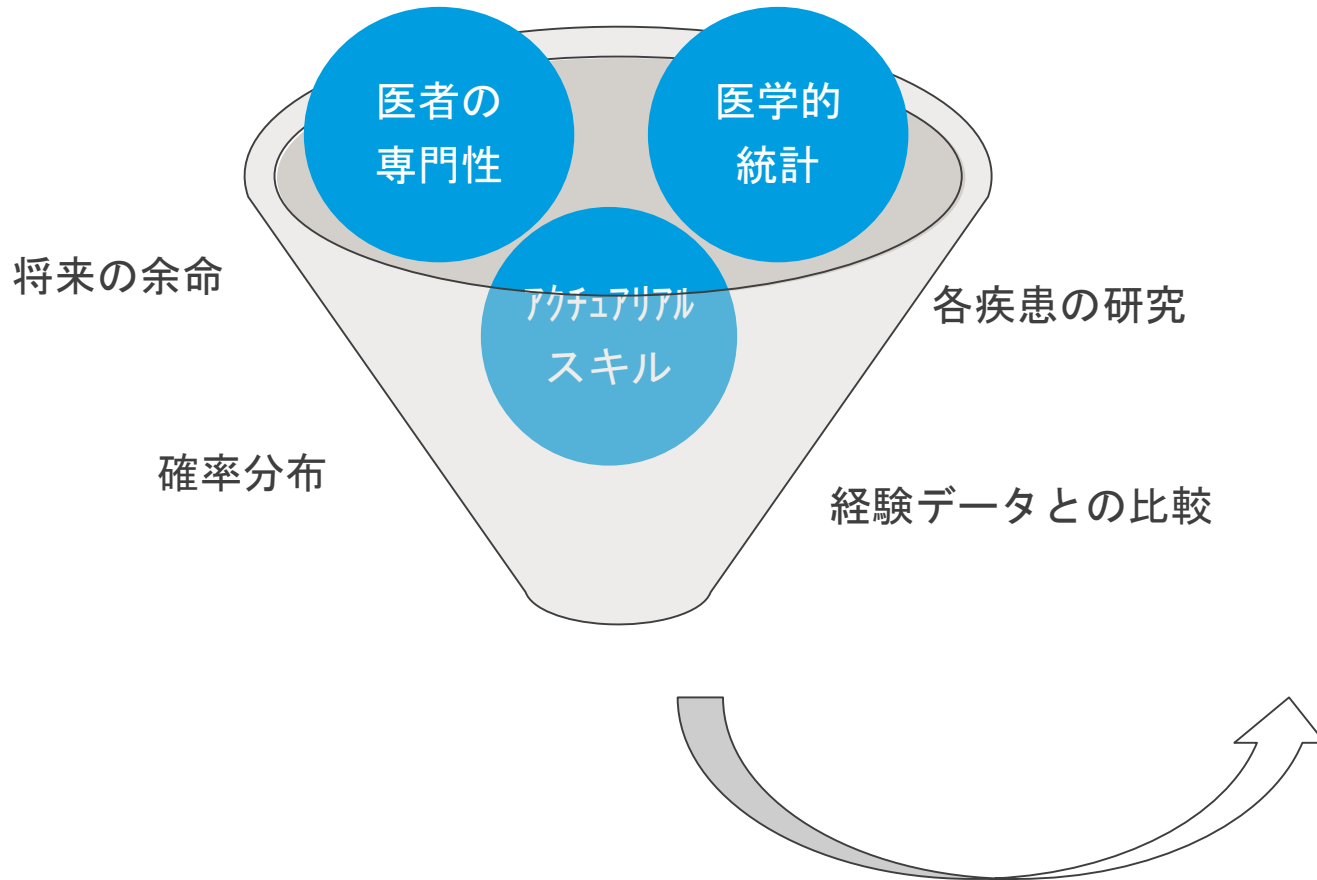 医者の
専門性
医学的
統計
ｱｸﾁｭｱﾘｱﾙ
スキル
将来の余命
各疾患の研究
確率分布
経験データとの比較